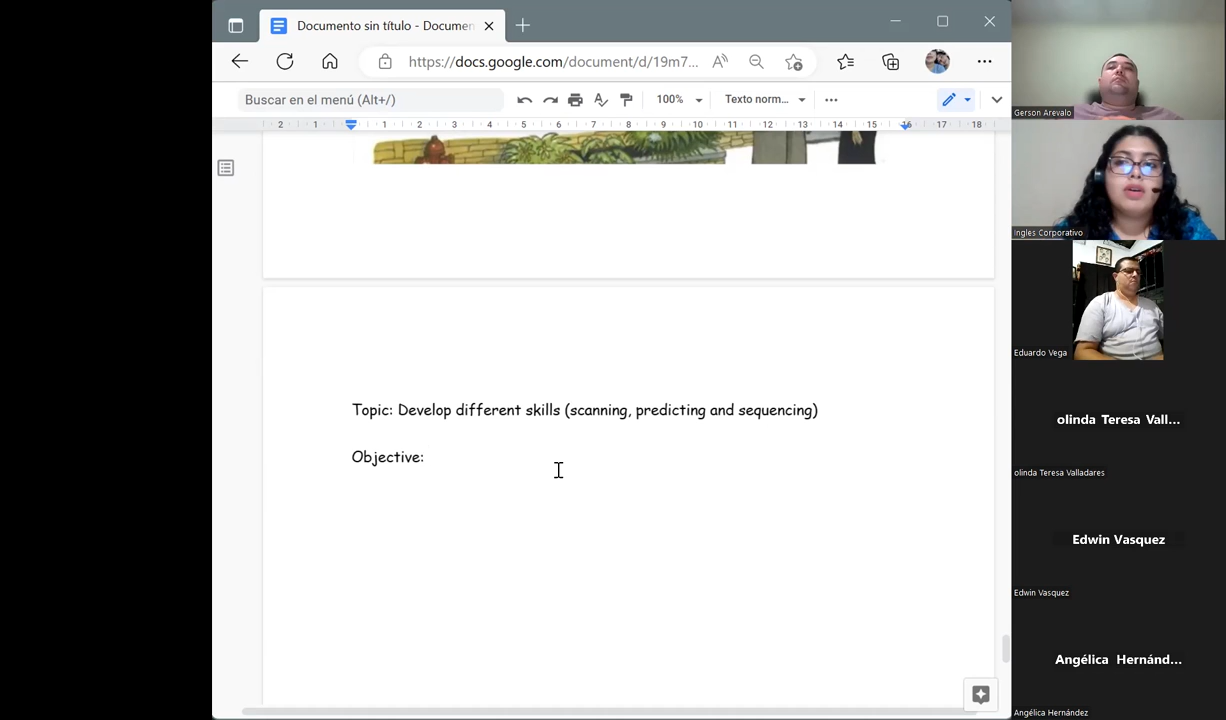 Documento sin título - Documen
https://docs.google.com/document/d/19m7...
Buscar en el menú (Alt+/)
100%
Texto norm...
2 1 1 2 3 4 5 6 7 8 9 10 11 12 13 14 15 16 17 18
Topic: Develop different skills (scanning, predicting and sequencing)
Objective:
Gerson Arevalo
Ingles Corporativo
Eduardo Vega
olinda Teresa Vall...
olinda Teresa Valladares
Edwin Vasquez
Edwin Vasquez
Angélica Hernánd...
Angélica Hernández